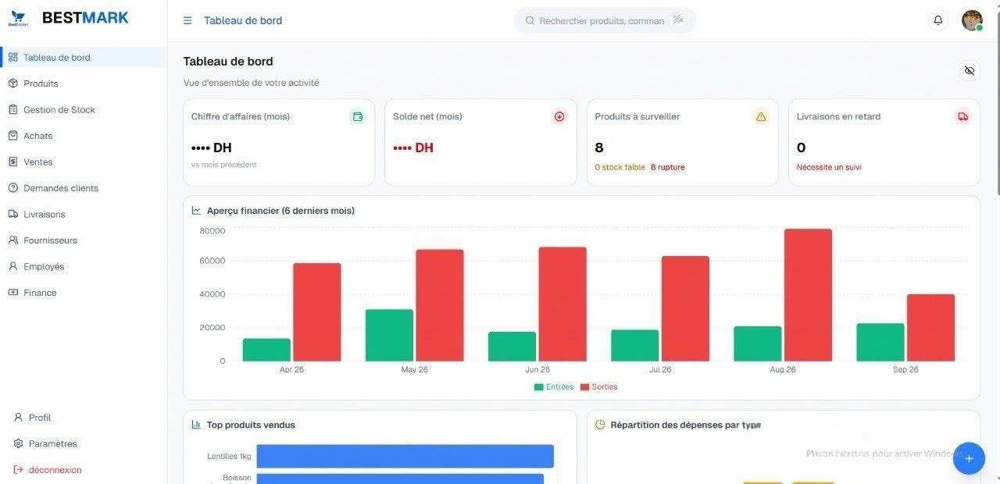 BestMarket
BESTMARK
Tableau de bord
Rechercher produits, comman
⌘K
Tableau de bord
Produits
Gestion de Stock
Achats
Ventes
Demandes clients
Livraisons
Fournisseurs
Employés
Finance
Profil
Paramètres
déconnexion
Tableau de bord
Vue d'ensemble de votre activité
Chiffre d'affaires (mois)
•••• DH
vs mois précédent
Solde net (mois)
•••• DH
Produits à surveiller
8
0 stock faible · 8 rupture
Livraisons en retard
0
Nécessite un suivi
Aperçu financier (6 derniers mois)
80000
60000
40000
20000
0
Apr 26
May 26
Jun 26
Jul 26
Aug 26
Sep 26
Entrées
Sorties
Top produits vendus
Lentilles 1kg
Boisson
Répartition des dépenses par type
pour activer Windows.
+